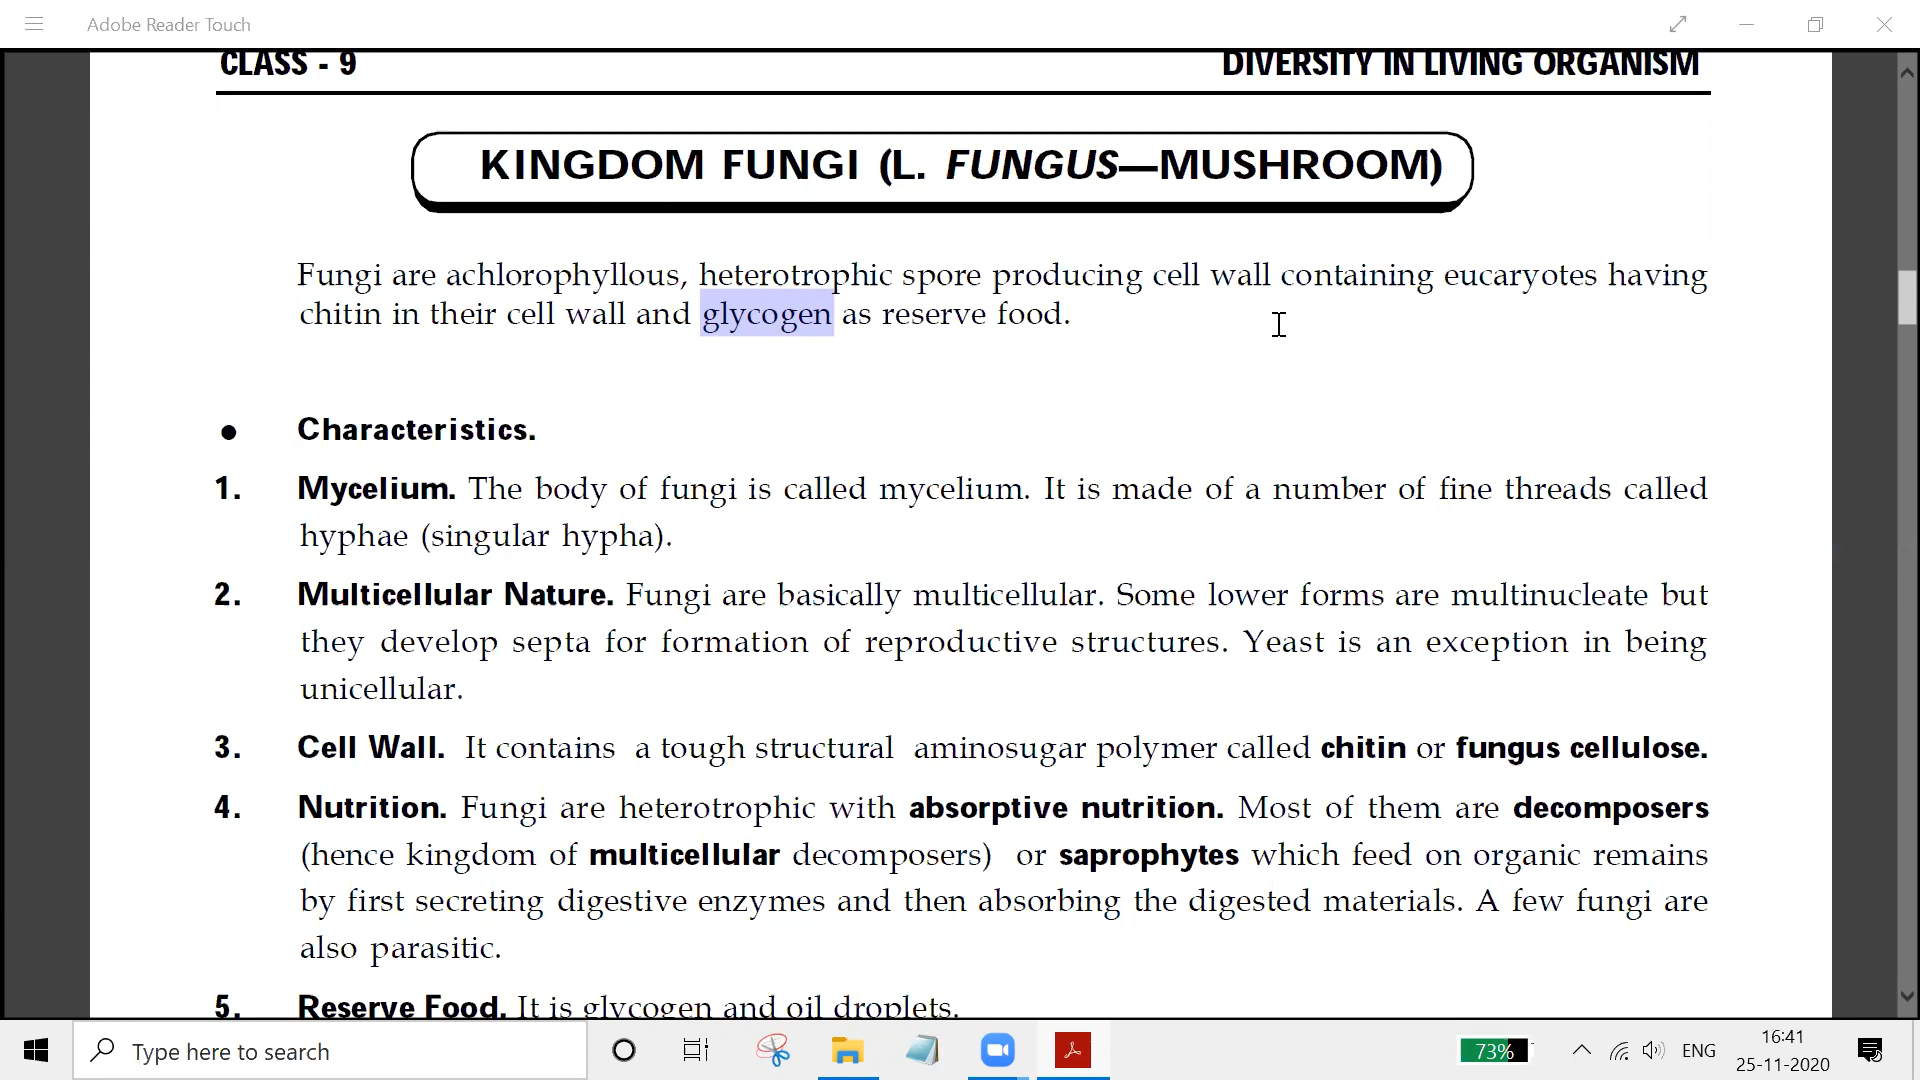 Adobe Reader Touch
CLASS - 9 DIVERSITY IN LIVING ORGANISM
KINGDOM FUNGI (L. FUNGUS—MUSHROOM)
Fungi are achlorophyllous, heterotrophic spore producing cell wall containing eucaryotes having
chitin in their cell wall and glycogen as reserve food.
● Characteristics.
1. Mycelium. The body of fungi is called mycelium. It is made of a number of fine threads called
hyphae (singular hypha).
2. Multicellular Nature. Fungi are basically multicellular. Some lower forms are multinucleate but
they develop septa for formation of reproductive structures. Yeast is an exception in being
unicellular.
3. Cell Wall. It contains a tough structural aminosugar polymer called chitin or fungus cellulose.
4. Nutrition. Fungi are heterotrophic with absorptive nutrition. Most of them are decomposers
(hence kingdom of multicellular decomposers) or saprophytes which feed on organic remains
by first secreting digestive enzymes and then absorbing the digested materials. A few fungi are
also parasitic.
5. Reserve Food. It is glycogen and oil droplets.
Type here to search
73%
ENG
16:41
25-11-2020